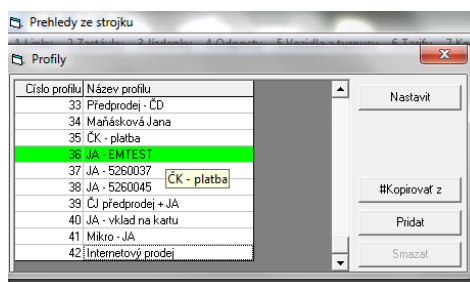 Prehledy ze strojku
Profily
Císlo profilu Název profilu
33 Předprodej - ČD
34 Maňásková Jana
35 ČK - platba
36 JA - EMTEST
37 JA - 5260037
ČK - platba
38 JA - 5260045
39 ČJ předprodej + JA
40 JA - vklad na kartu
41 Mikro - JA
42 Internetový prodej
Nastavit
#Kopirovať z
Pridat
Smazat